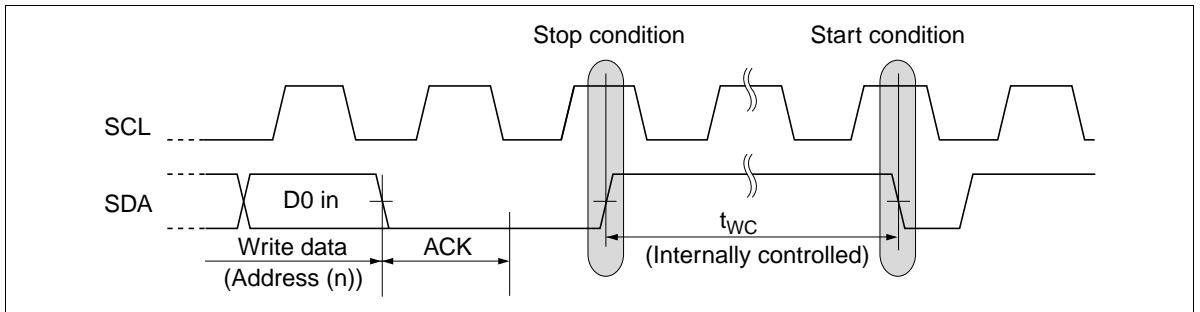 Stop condition
Start condition
SCL
SDA
D0 in
Write data
(Address (n))
ACK
tWC
(Internally controlled)